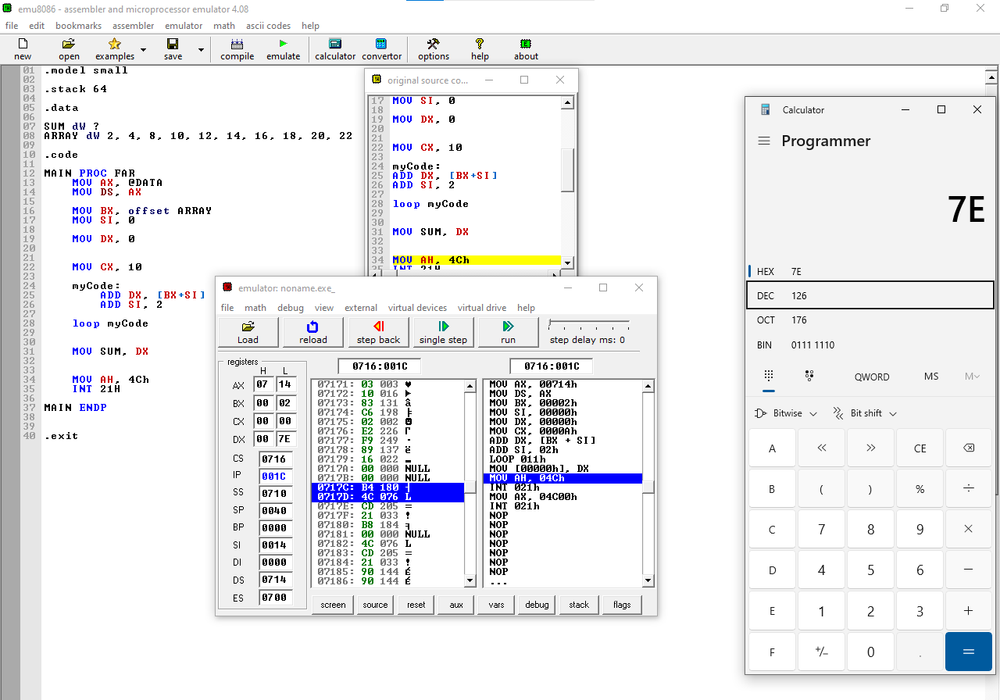 emu8086 - assembler and microprocessor emulator 4.08
file edit bookmarks assembler emulator math ascii codes help
new open examples save compile emulate calculator convertor options help about
01 .model small
02
03 .stack 64
04
05 .data
06
07 SUM dW ?
08 ARRAY dW 2, 4, 8, 10, 12, 14, 16, 18, 20, 22
09
10 .code
11
12 MAIN PROC FAR
13 MOV AX, @DATA
14 MOV DS, AX
15
16 MOV BX, offset ARRAY
17 MOV SI, 0
18
19 MOV DX, 0
20
21
22 MOV CX, 10
23
24 myCode:
25 ADD DX, [BX+SI]
26 ADD SI, 2
27
28 loop myCode
29
30
31 MOV SUM, DX
32
33
34 MOV AH, 4Ch
35 INT 21H
36
37 MAIN ENDP
38
39
40 .exit
original source co...
17 MOV SI, 0
18
19 MOV DX, 0
20
21
22 MOV CX, 10
23
24 myCode:
25 ADD DX, [BX+SI]
26 ADD SI, 2
27
28 loop myCode
29
30
31 MOV SUM, DX
32
33
34 MOV AH, 4Ch
35 INT 21H
emulator: noname.exe_
file math debug view external virtual devices virtual drive help
Load reload step back single step run step delay ms: 0
registers
H L
AX 07 14
BX 00 02
CX 00 00
DX 00 7E
CS 0716
IP 001C
SS 0710
SP 0040
BP 0000
SI 0014
DI 0000
DS 0714
ES 0700
0716:001C
07171: 03 003 ♥
07172: 10 016 ►
07173: 83 131 â
07174: C6 198 ╞
07175: 02 002 ☻
07176: E2 226 Γ
07177: F9 249 ·
07178: 89 137 ë
07179: 16 022 ▬
0717A: 00 000 NULL
0717B: 00 000 NULL
0717C: B4 180 ┤
0717D: 4C 076 L
0717E: CD 205 =
0717F: 21 033 !
07180: B8 184 ╕
07181: 00 000 NULL
07182: 4C 076 L
07183: CD 205 =
07184: 21 033 !
07185: 90 144 É
07186: 90 144 É
0716:001C
MOV AX, 00714h
MOV DS, AX
MOV BX, 00002h
MOV SI, 00000h
MOV DX, 00000h
MOV CX, 0000Ah
ADD DX, [BX + SI]
ADD SI, 02h
LOOP 011h
MOV [00000h], DX
MOV AH, 04Ch
INT 021h
MOV AX, 04C00h
INT 021h
NOP
NOP
NOP
NOP
NOP
NOP
...
screen source reset aux vars debug stack flags
Calculator
Programmer
7E
HEX 7E
DEC 126
OCT 176
BIN 0111 1110
QWORD MS M
Bitwise Bit shift
A << >> CE
B ( ) % ÷
C 7 8 9 ×
D 4 5 6 −
E 1 2 3 +
F +/− 0 . =